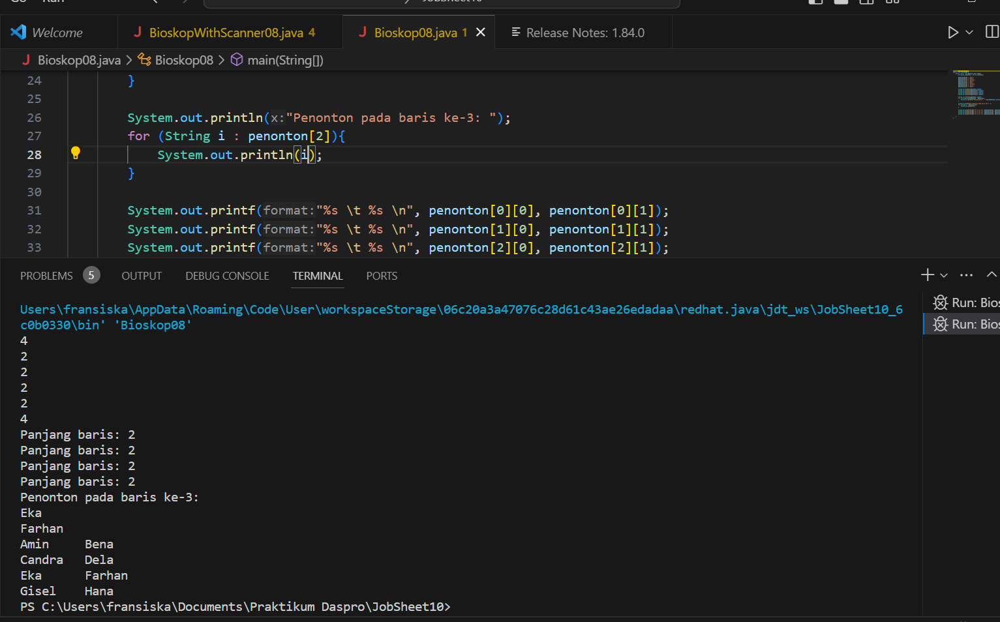 Welcome
BioskopWithScanner08.java 4
Bioskop08.java 1
Release Notes: 1.84.0
Bioskop08.java > Bioskop08 > main(String[])
24 }
25
26 System.out.println(x:"Penonton pada baris ke-3: ");
27 for (String i : penonton[2]){
28 System.out.println(i);
29 }
30
31 System.out.printf(format:"%s \t %s \n", penonton[0][0], penonton[0][1]);
32 System.out.printf(format:"%s \t %s \n", penonton[1][0], penonton[1][1]);
33 System.out.printf(format:"%s \t %s \n", penonton[2][0], penonton[2][1]);
PROBLEMS 5 OUTPUT DEBUG CONSOLE TERMINAL PORTS
Users\fransiska\AppData\Roaming\Code\User\workspaceStorage\06c20a3a47076c28d61c43ae26edadaa\redhat.java\jdt_ws\JobSheet10_6
c0b0330\bin' 'Bioskop08'
4
2
2
2
2
4
Panjang baris: 2
Panjang baris: 2
Panjang baris: 2
Panjang baris: 2
Penonton pada baris ke-3:
Eka
Farhan
Amin Bena
Candra Dela
Eka Farhan
Gisel Hana
PS C:\Users\fransiska\Documents\Praktikum Daspro\JobSheet10>
Run: Bios
Run: Bios